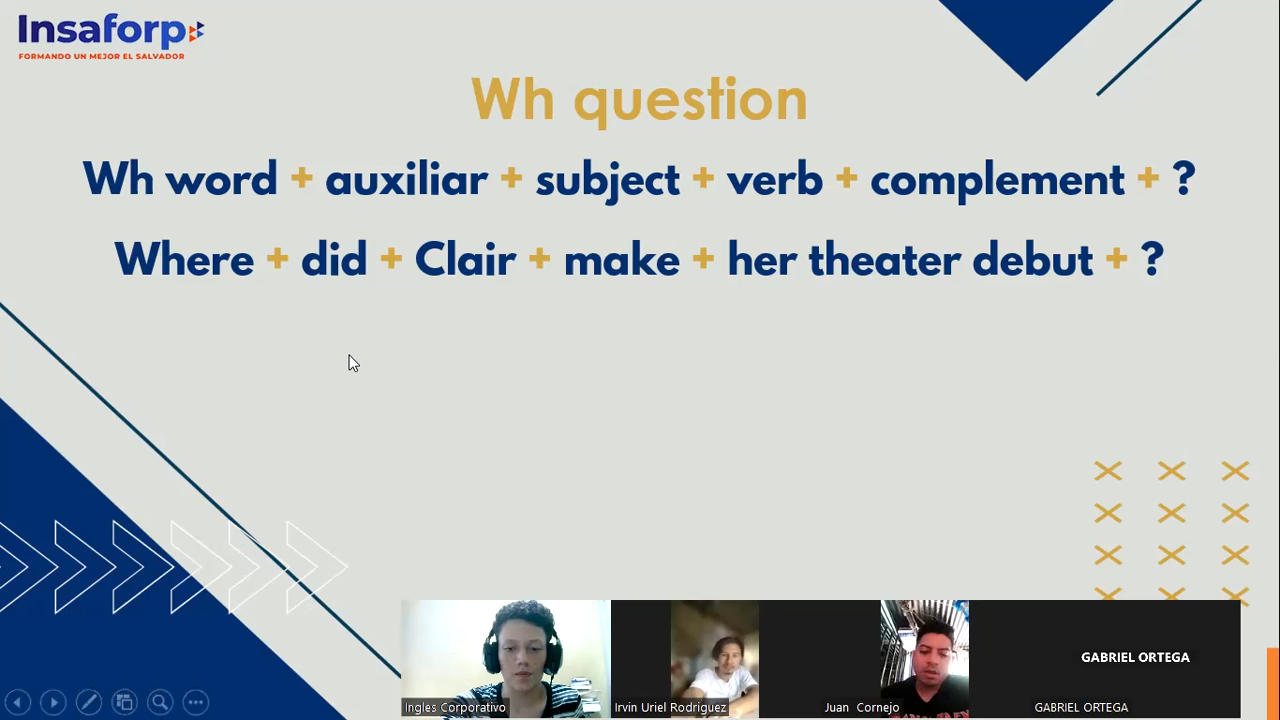 Insaforp
FORMANDO UN MEJOR EL SALVADOR
Wh question
Wh word + auxiliar + subject + verb + complement + ?
Where + did + Clair + make + her theater debut + ?
GABRIEL ORTEGA
Ingles Corporativo
Irvin Uriel Rodriguez
Juan Cornejo
GABRIEL ORTEGA